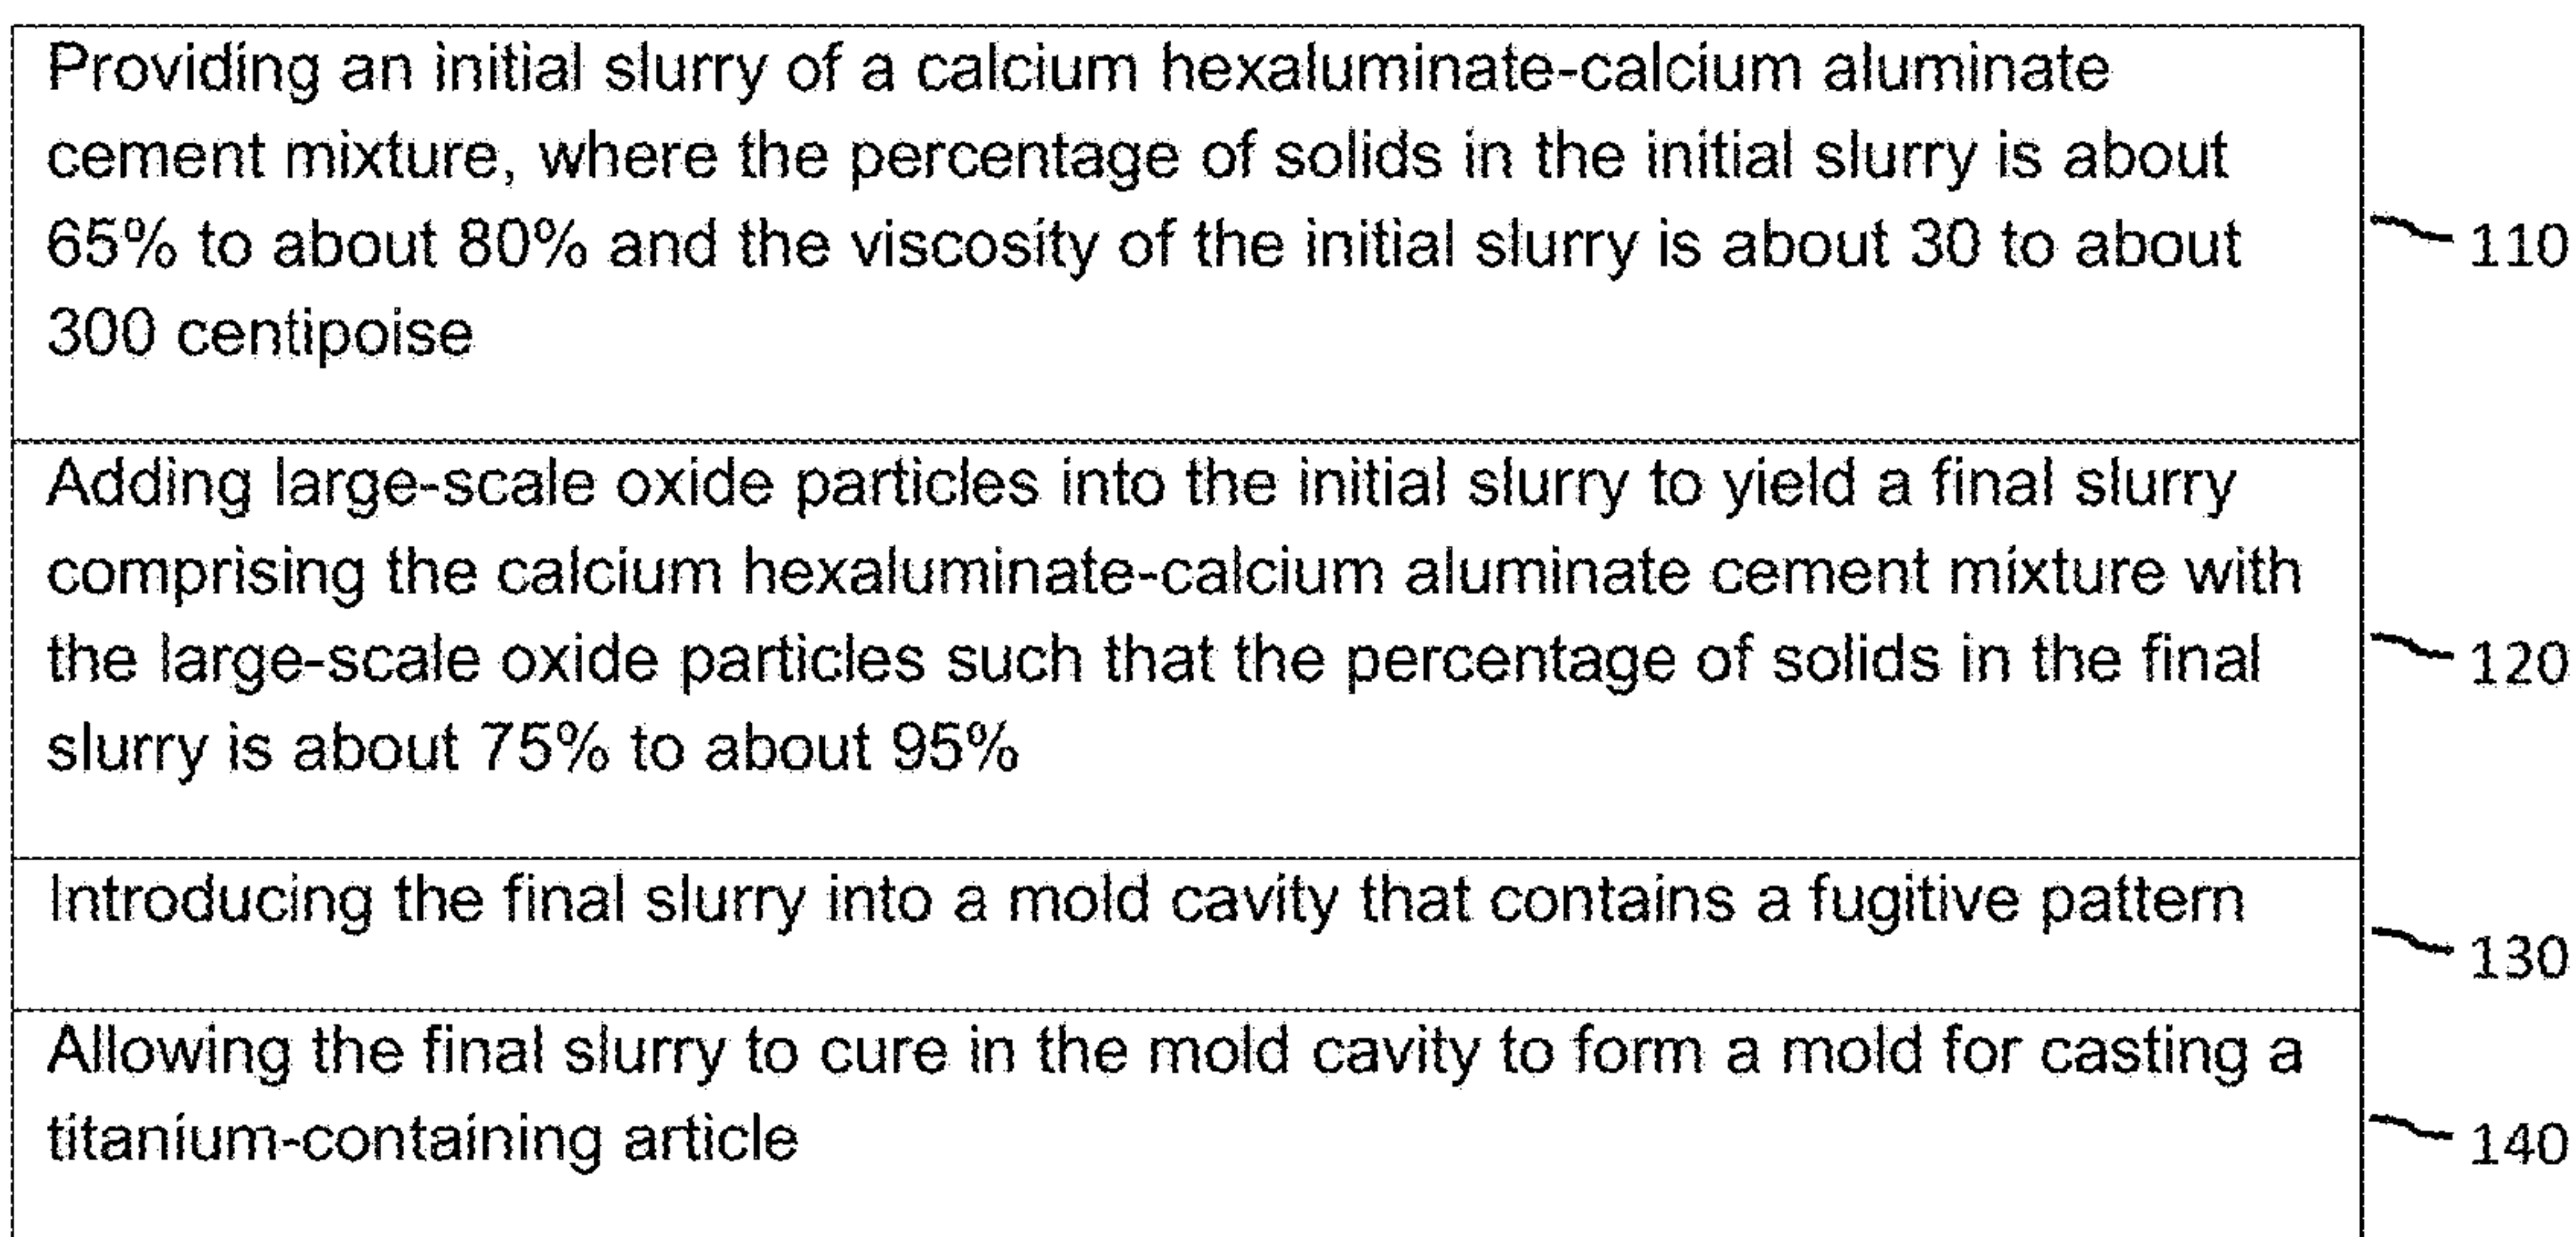 Providing an initial slurry of a calcium hexaluminate-calcium aluminate
cement mixture, where the percentage of solids in the initial slurry is about
65% to about 80% and the viscosity of the initial slurry is about 30 to about
300 centipoise
110
Adding large-scale oxide particles into the initial slurry to yield a final slurry
comprising the calcium hexaluminate-calcium aluminate cement mixture with
the large-scale oxide particles such that the percentage of solids in the final
slurry is about 75% to about 95%
120
Introducing the final slurry into a mold cavity that contains a fugitive pattern
130
Allowing the final slurry to cure in the mold cavity to form a mold for casting a
titanium-containing article
140